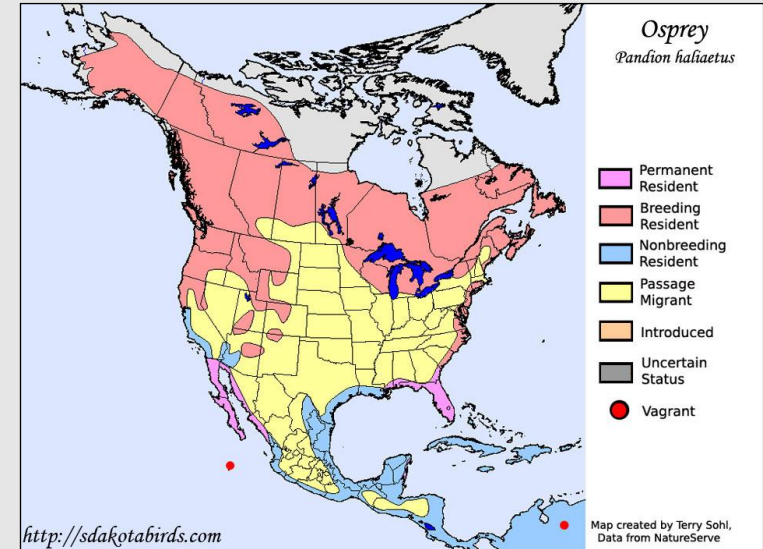 Osprey
Pandion haliaetus
Permanent
Resident
Breeding
Resident
Nonbreeding
Resident
Passage
Migrant
Introduced
Uncertain
Status
Vagrant
http://sdakotabirds.com
Map created by Terry Sohl,
Data from NatureServe